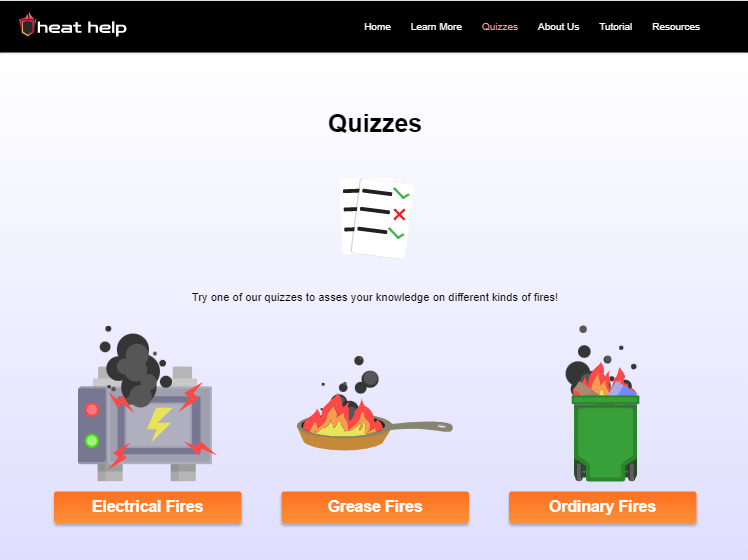 heat help
Home Learn More Quizzes About Us Tutorial Resources
Quizzes
Try one of our quizzes to asses your knowledge on different kinds of fires!
Electrical Fires Grease Fires Ordinary Fires